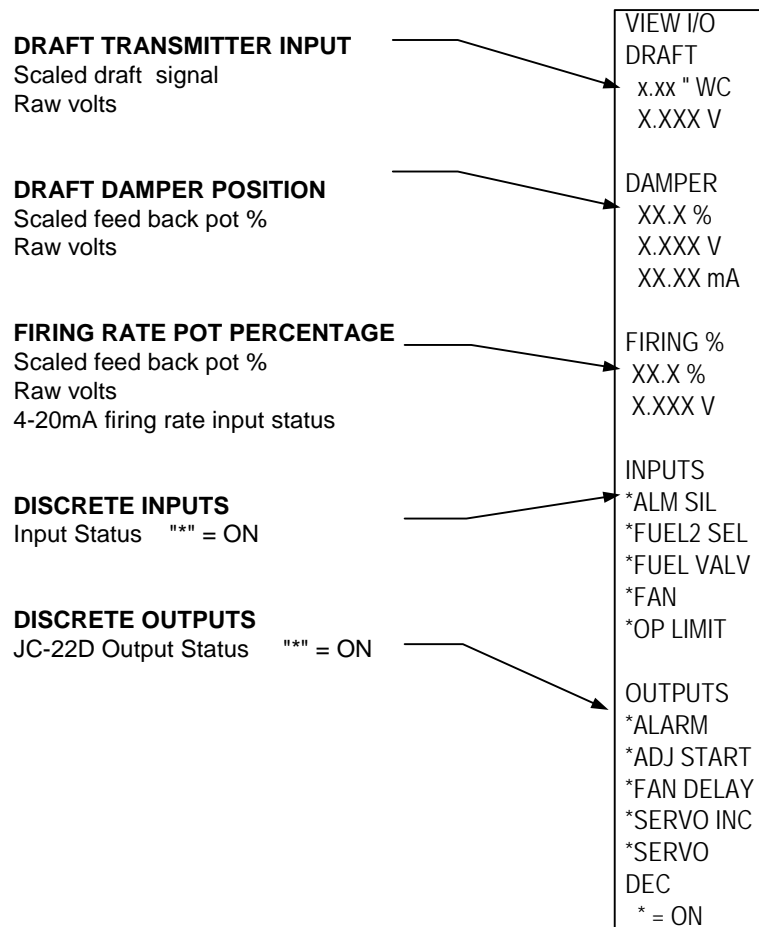 DRAFT TRANSMITTER INPUT
Scaled draft signal
Raw volts
DRAFT DAMPER POSITION
Scaled feed back pot %
Raw volts
FIRING RATE POT PERCENTAGE
Scaled feed back pot %
Raw volts
4-20mA firing rate input status
DISCRETE INPUTS
Input Status "*" = ON
DISCRETE OUTPUTS
JC-22D Output Status "*" = ON
VIEW I/O
DRAFT
x.xx " WC
X.XXX V
DAMPER
XX.X %
X.XXX V
XX.XX mA
FIRING %
XX.X %
X.XXX V
INPUTS
*ALM SIL
*FUEL2 SEL
*FUEL VALV
*FAN
*OP LIMIT
OUTPUTS
*ALARM
*ADJ START
*FAN DELAY
*SERVO INC
*SERVO
DEC
* = ON